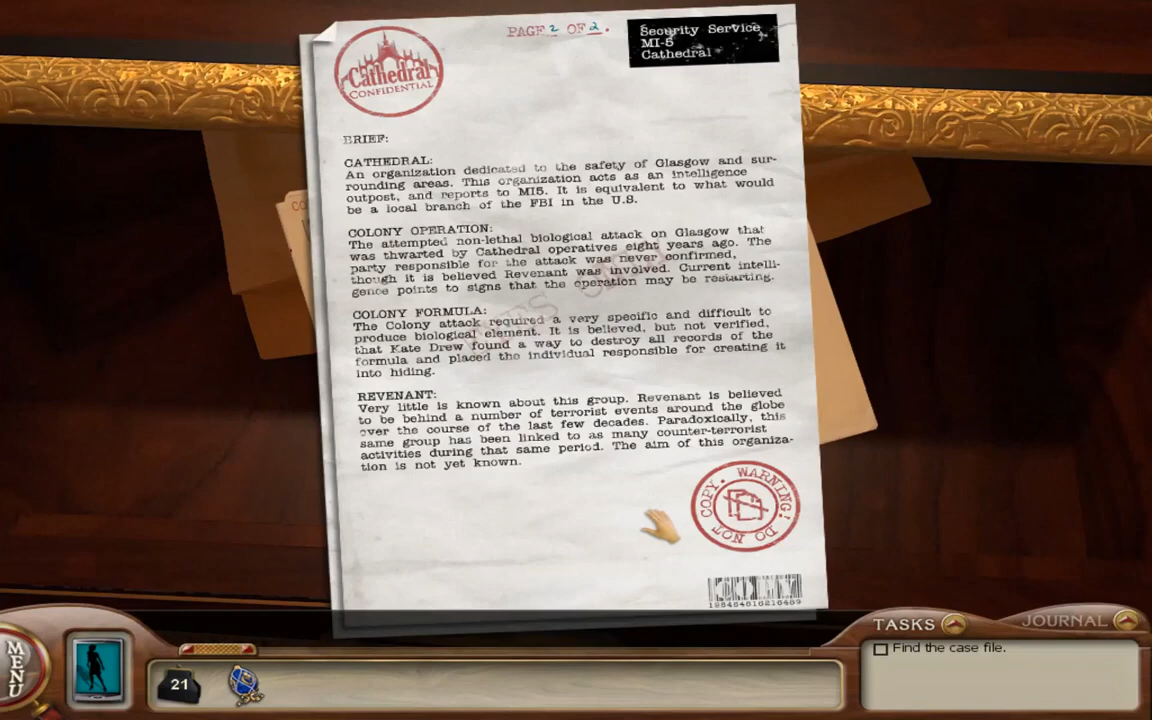 PAGE 2 OF 2.
Security Service
MI-5
Cathedral
Cathedral
CONFIDENTIAL
BRIEF:
CATHEDRAL:
An organization dedicated to the safety of Glasgow and sur-
rounding areas. This organization acts as an intelligence
outpost, and reports to MI5. It is equivalent to what would
be a local branch of the FBI in the U.S.
COLONY OPERATION:
The attempted non-lethal biological attack on Glasgow that
was thwarted by Cathedral operatives eight years ago. The
party responsible for the attack was never confirmed,
though it is believed Revenant was involved. Current intelli-
gence points to signs that the operation may be restarting.
COLONY FORMULA:
The Colony attack required a very specific and difficult to
produce biological element. It is believed, but not verified,
that Kate Drew found a way to destroy all records of the
formula and placed the individual responsible for creating it
into hiding.
REVENANT:
Very little is known about this group. Revenant is believed
to be behind a number of terrorist events around the globe
over the course of the last few decades. Paradoxically, this
same group has been linked to as many counter-terrorist
activities during that same period. The aim of this organiza-
tion is not yet known.
COPY. WARNING! DO NOT
MENU
21
TASKS
JOURNAL
Find the case file.